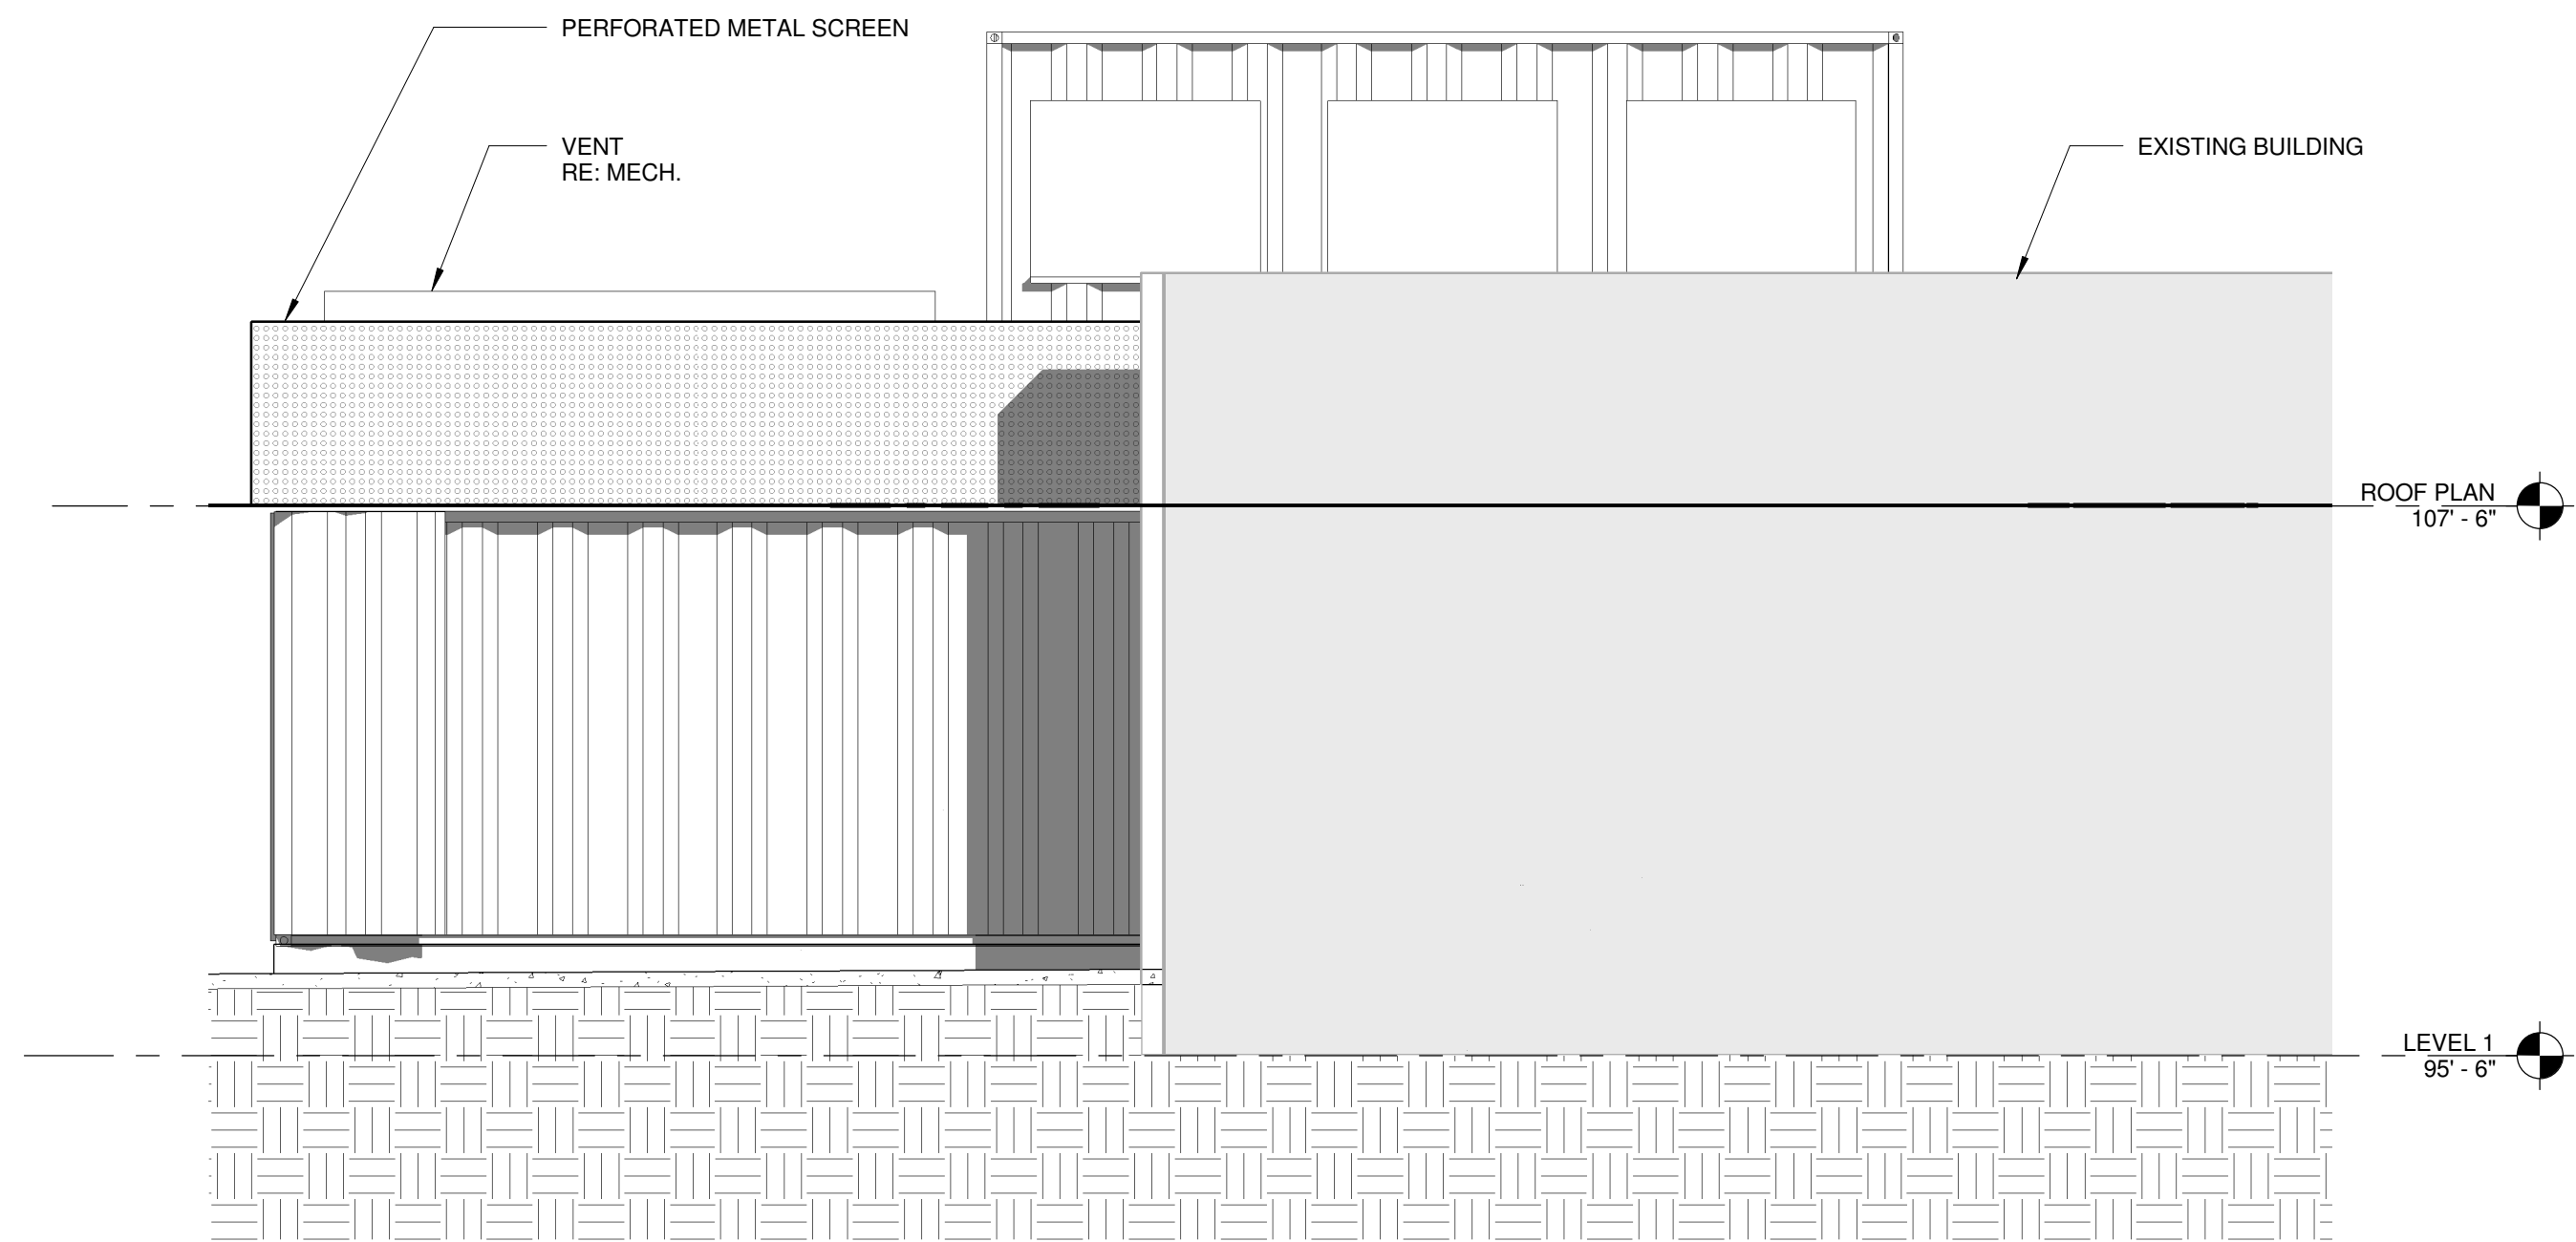 PERFORATED METAL SCREEN
VENT
RE: MECH.
EXISTING BUILDING
ROOF PLAN
107' - 6"
LEVEL 1
95' - 6"